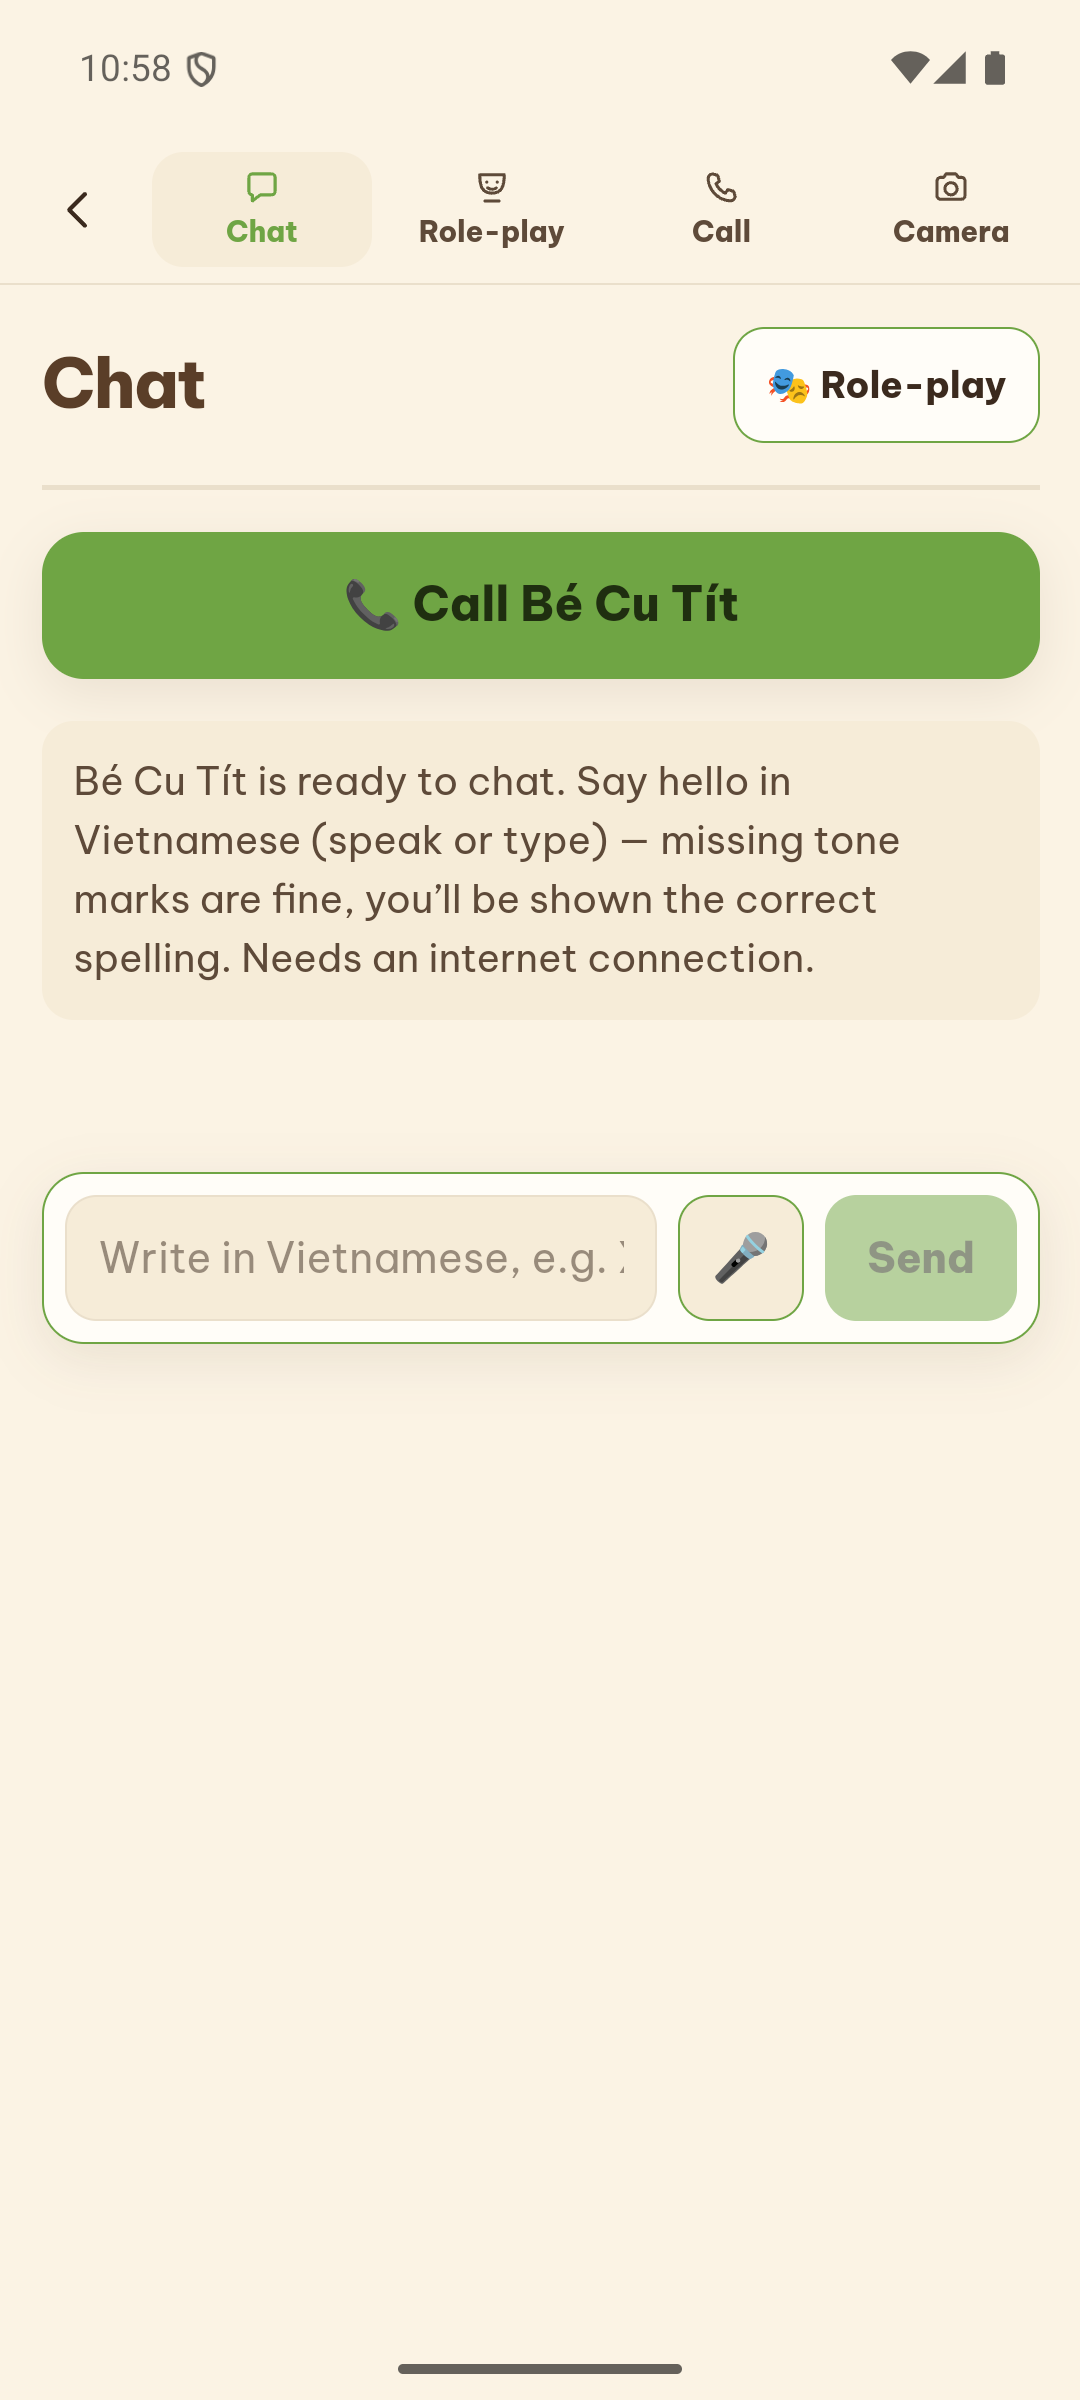 10:58
Chat
Role-play
Call
Camera
Chat
Role-play
Call Bé Cu Tít
Bé Cu Tít is ready to chat. Say hello in
Vietnamese (speak or type) — missing tone
marks are fine, you’ll be shown the correct
spelling. Needs an internet connection.
Write in Vietnamese, e.g.
Send